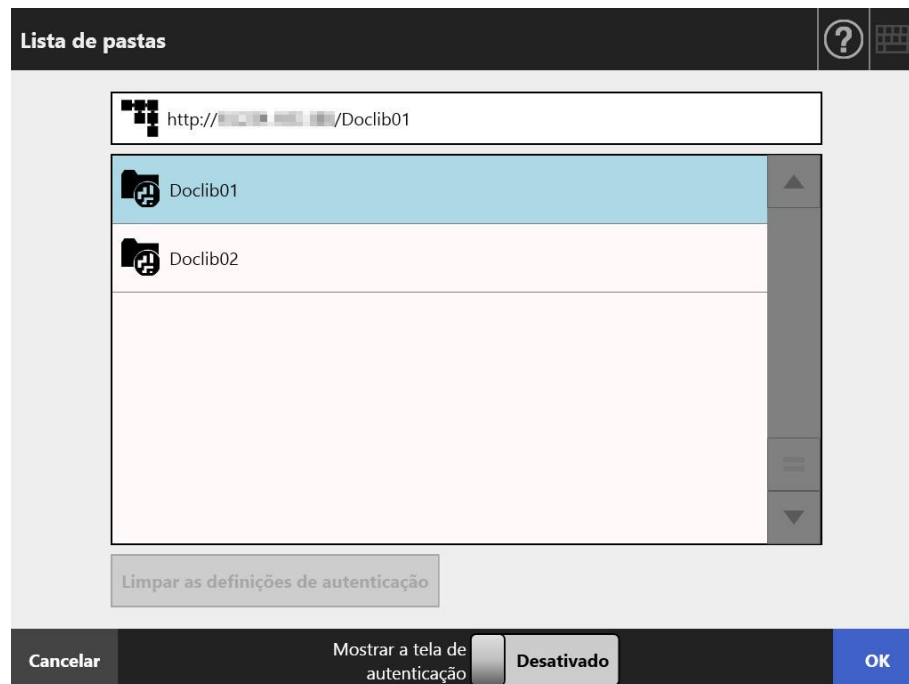 Lista de pastas
http:// /Doclib01
Doclib01
Doclib02
Limpar as definições de autenticação
Cancelar
Mostrar a tela de
autenticação
Desativado
OK